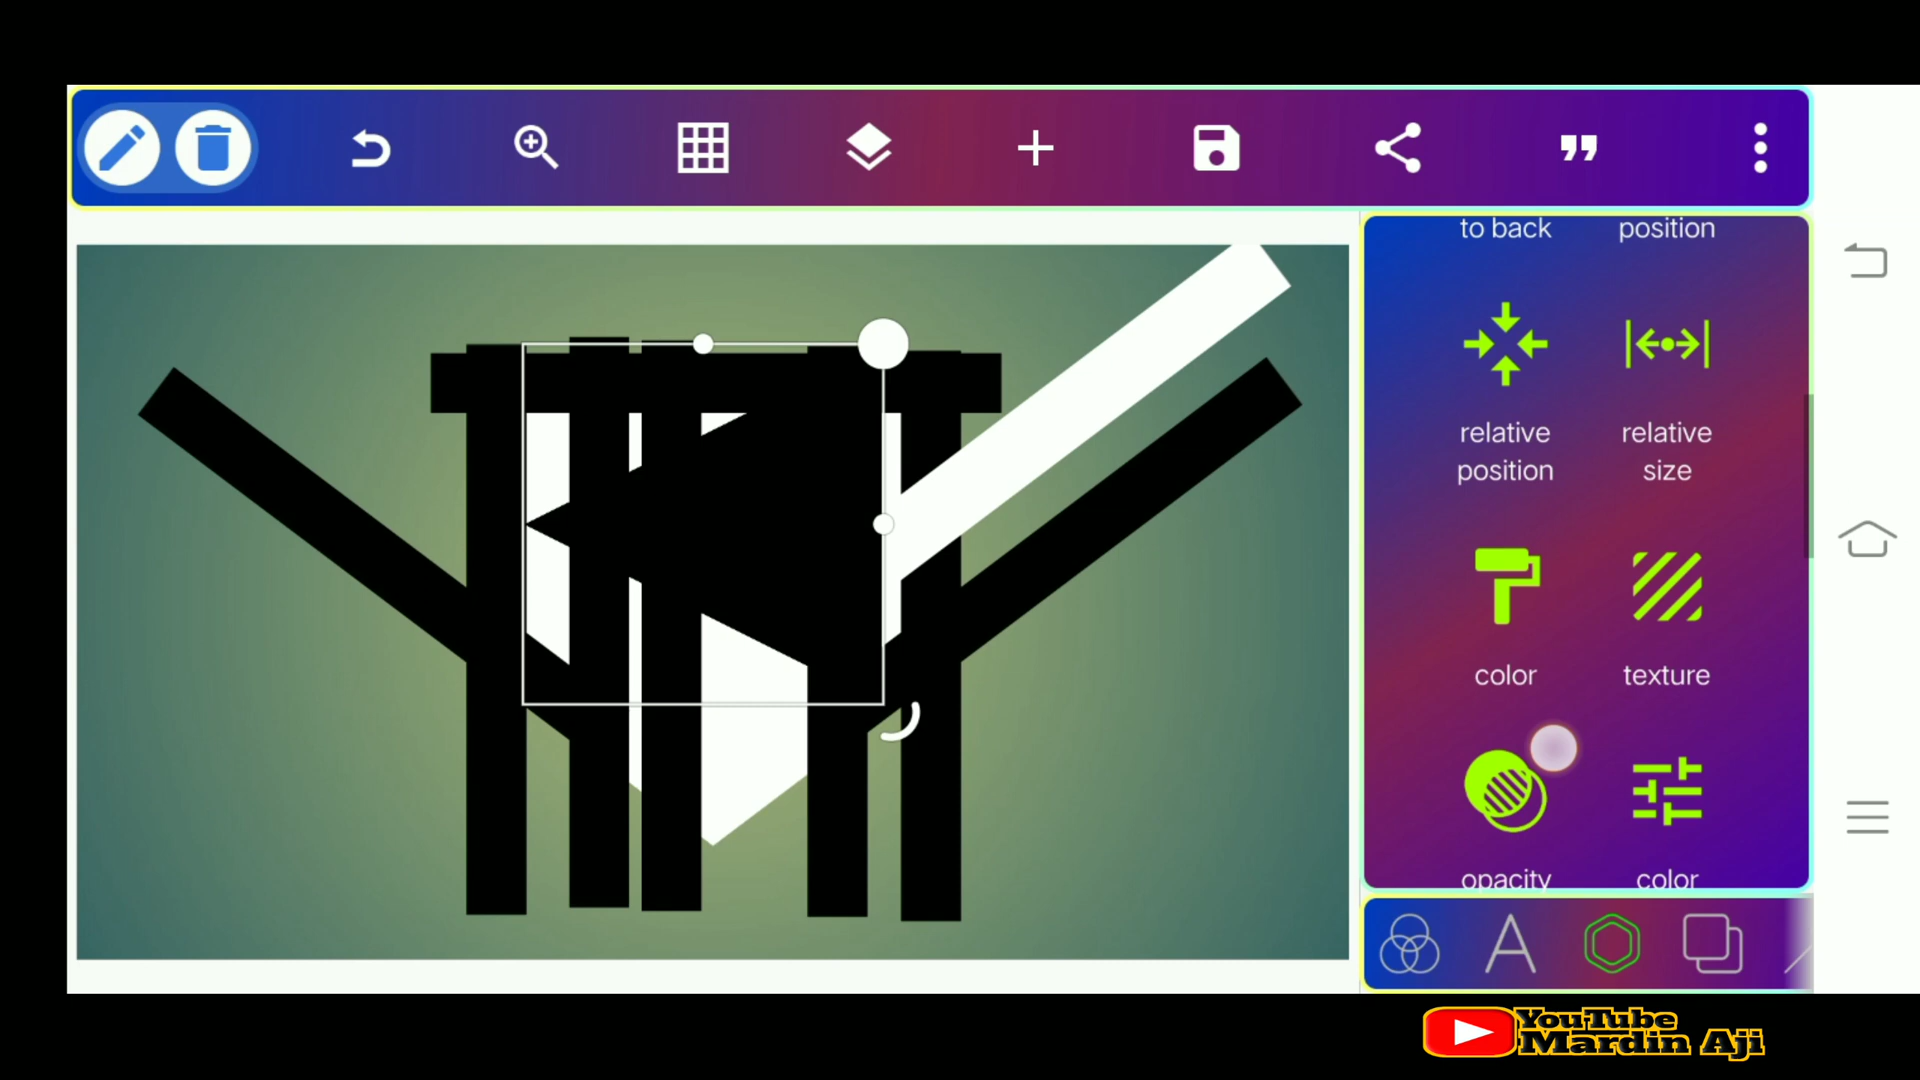 to back
position
relative
position
relative
size
color
texture
opacity
color
YouTube
Mardin Aji